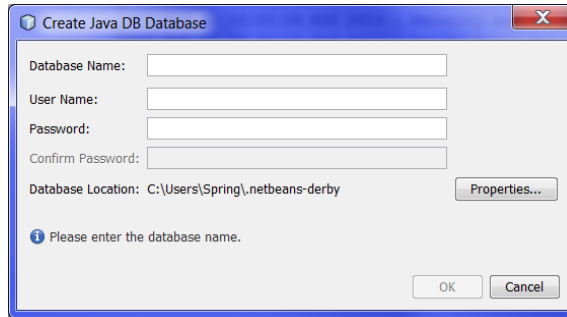 Create Java DB Database
Database Name:
User Name:
Password:
Confirm Password:
Database Location: C:\Users\Spring\.netbeans-derby
Properties...
Please enter the database name.
OK
Cancel